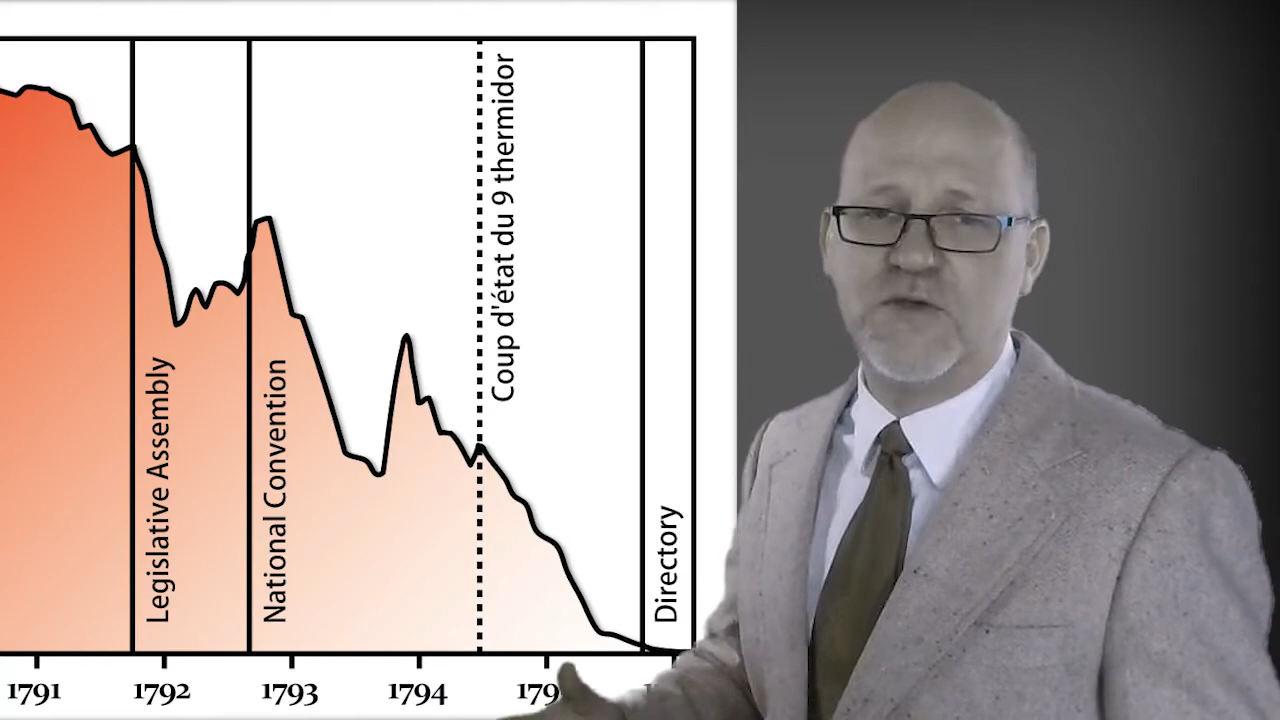 Legislative Assembly
National Convention
Coup d'état du 9 thermidor
Directory
1791
1792
1793
1794